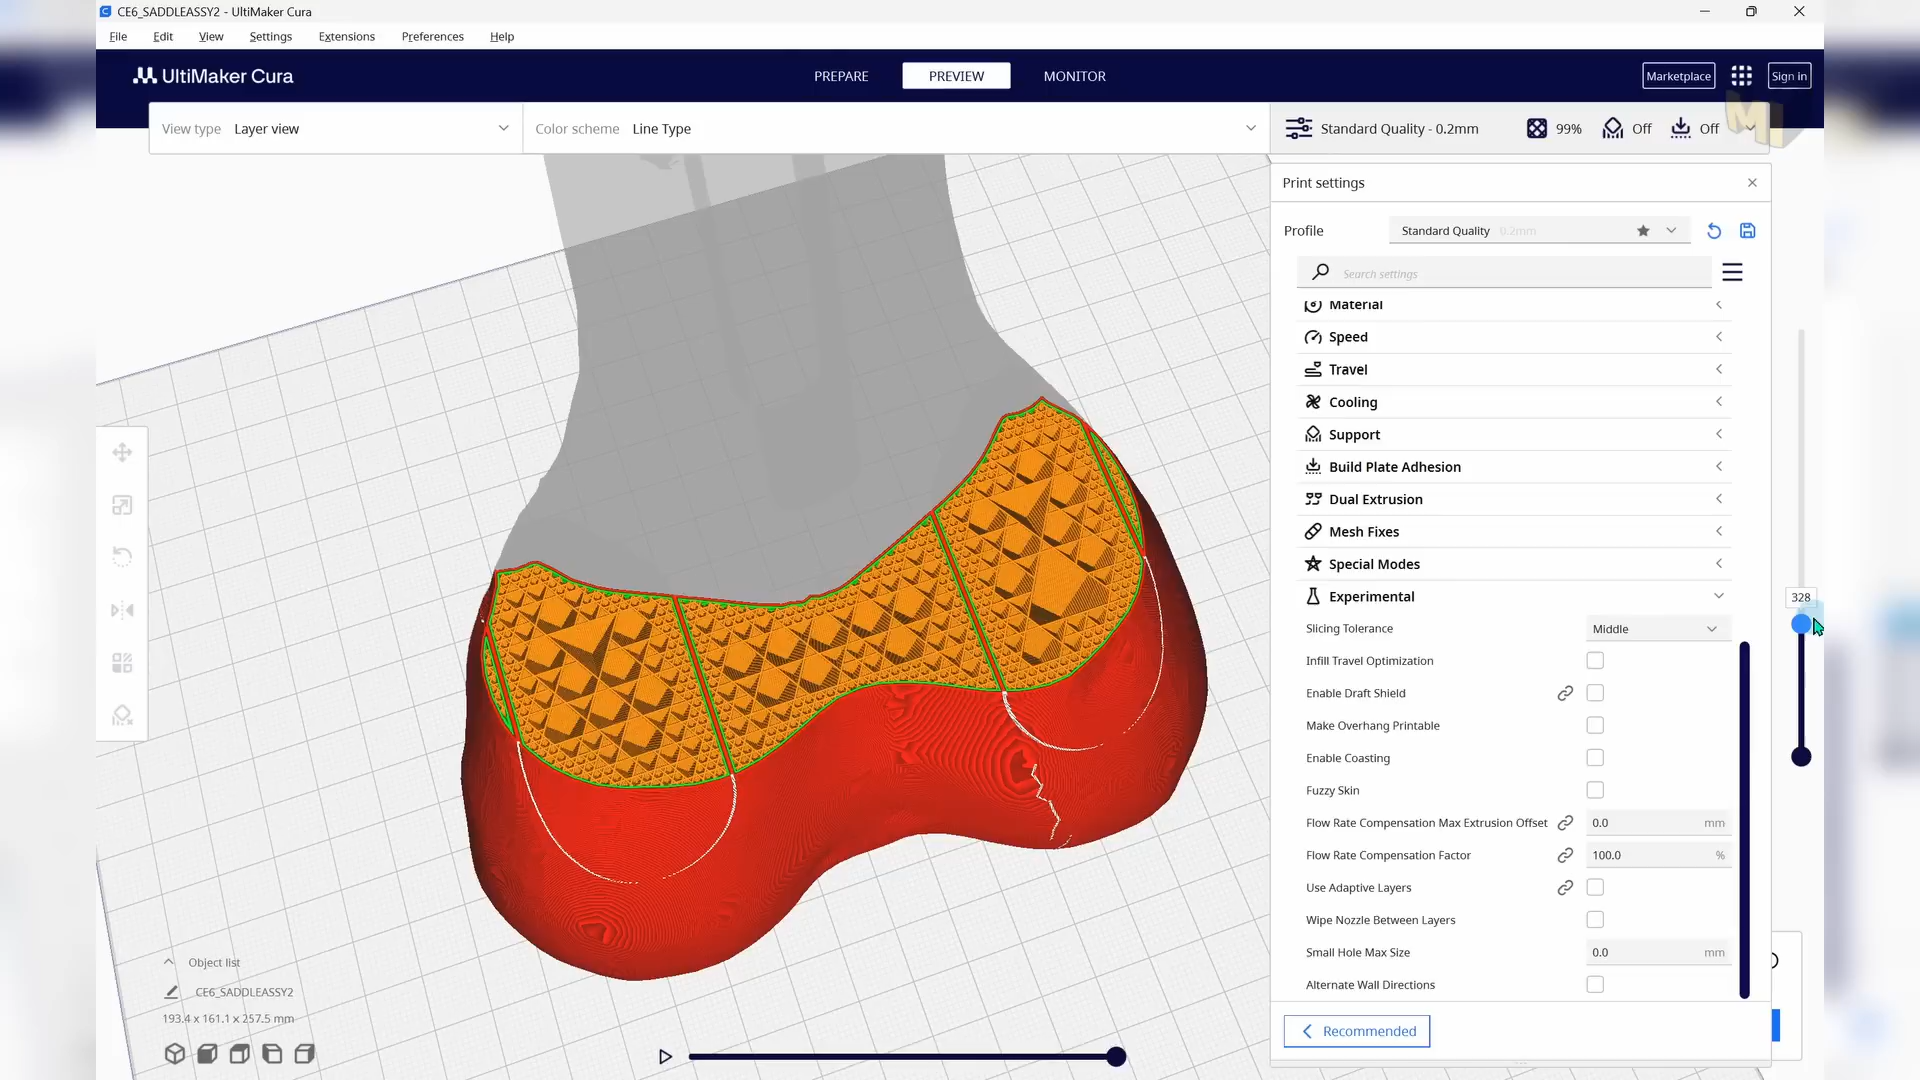 CE6_SADDLEASSY2 - UltiMaker Cura
File Edit View Settings Extensions Preferences Help
UltiMaker Cura
PREPARE PREVIEW MONITOR
Marketplace Sign in
View type Layer view
Color scheme Line Type
Standard Quality - 0.2mm 99% Off Off
Print settings
Profile Standard Quality 0.2mm
Search settings
Material
Speed
Travel
Cooling
Support
Build Plate Adhesion
Dual Extrusion
Mesh Fixes
Special Modes
Experimental
328
Slicing Tolerance Middle
Infill Travel Optimization
Enable Draft Shield
Make Overhang Printable
Enable Coasting
Fuzzy Skin
Flow Rate Compensation Max Extrusion Offset 0.0 mm
Flow Rate Compensation Factor 100.0 %
Use Adaptive Layers
Wipe Nozzle Between Layers
Small Hole Max Size 0.0 mm
Alternate Wall Directions
Recommended
Object list
CE6_SADDLEASSY2
193.4 x 161.1 x 257.5 mm